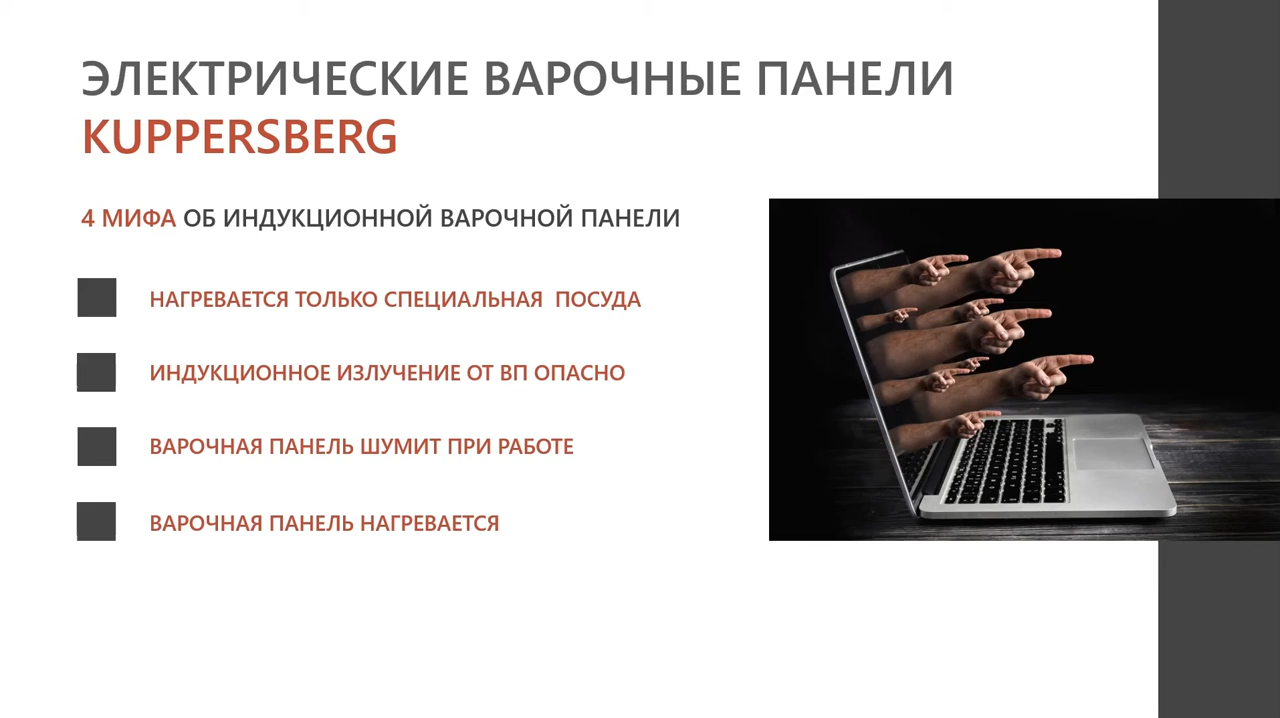 ЭЛЕКТРИЧЕСКИЕ ВАРОЧНЫЕ ПАНЕЛИ
KUPPERSBERG
4 МИФА ОБ ИНДУКЦИОННОЙ ВАРОЧНОЙ ПАНЕЛИ
НАГРЕВАЕТСЯ ТОЛЬКО СПЕЦИАЛЬНАЯ  ПОСУДА
ИНДУКЦИОННОЕ ИЗЛУЧЕНИЕ ОТ ВП ОПАСНО
ВАРОЧНАЯ ПАНЕЛЬ ШУМИТ ПРИ РАБОТЕ
ВАРОЧНАЯ ПАНЕЛЬ НАГРЕВАЕТСЯ